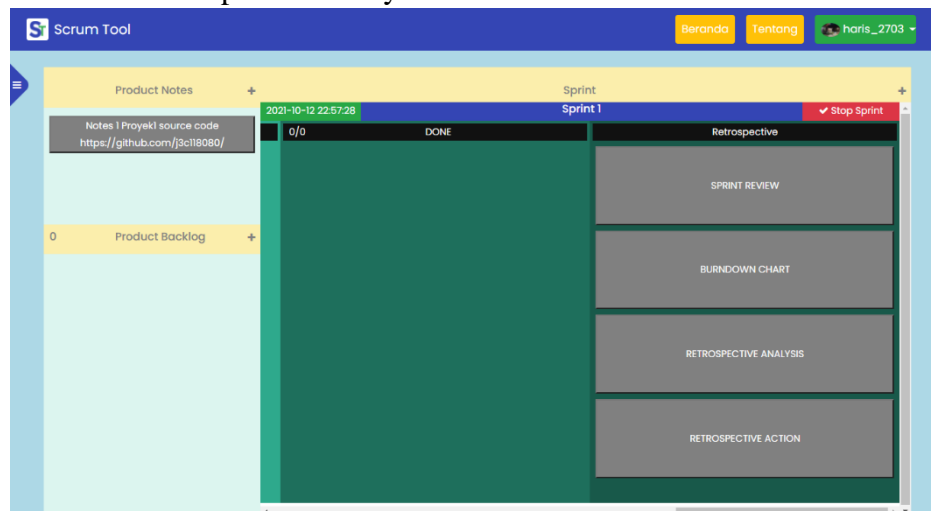 Scrum Tool
Beranda
Tentang
haris_2703
Product Notes +
Notes 1 Proyek1 source code
https://github.com/j3c118080/
0 Product Backlog +
Sprint +
2021-10-12 22:57:28 Sprint 1 Stop Sprint
0/0 DONE
Retrospective
SPRINT REVIEW
BURNDOWN CHART
RETROSPECTIVE ANALYSIS
RETROSPECTIVE ACTION